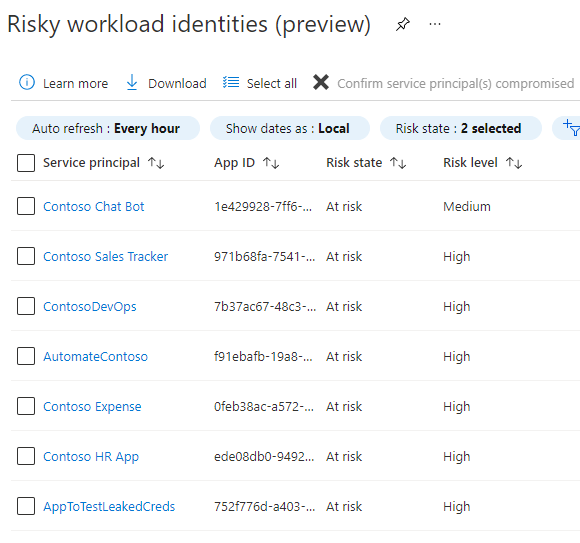 Risky workload identities (preview) ...
Learn more Download Select all Confirm service principal(s) compromised
Auto refresh : Every hour Show dates as : Local Risk state : 2 selected
Service principal App ID Risk state Risk level
Contoso Chat Bot 1e429928-7ff6-... At risk Medium
Contoso Sales Tracker 971b68fa-7541-... At risk High
ContosoDevOps 7b37ac67-48c3-... At risk High
AutomateContoso f91ebafb-19a8-... At risk High
Contoso Expense 0feb38ac-a572-... At risk High
Contoso HR App ede08db0-9492... At risk High
AppToTestLeakedCreds 752f776d-a403-... At risk High